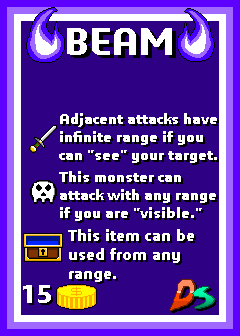 BEAM
Adjacent attacks have
infinite range if you
can "see" your target.
This monster can
attack with any range
if you are "visible."
This item can be
used from any
range.
15
DS